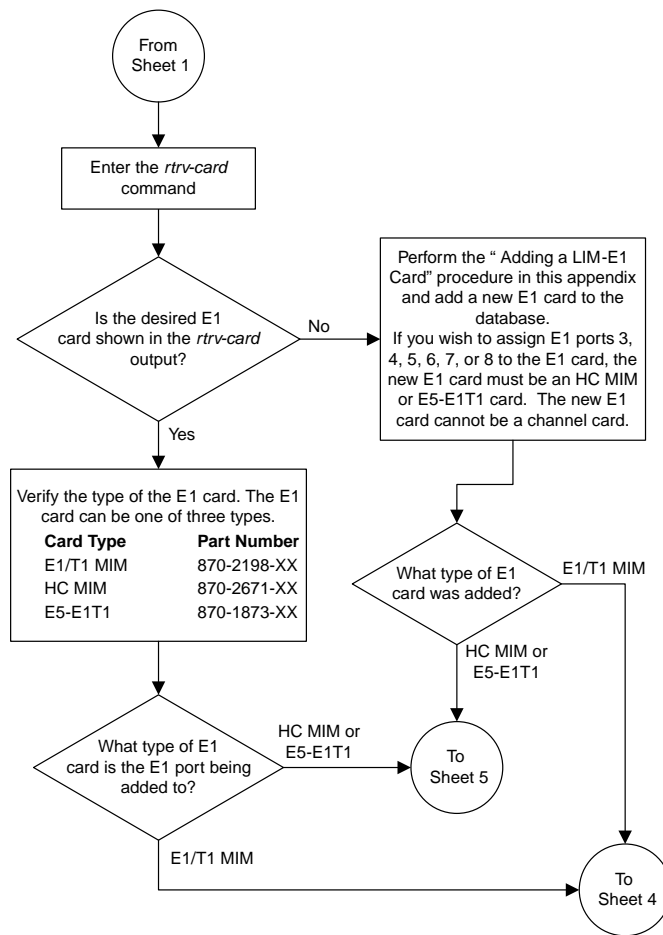 From
Sheet 1
Enter the rtrv-card
command
Is the desired E1
card shown in the rtrv-card
output?
No
Perform the “ Adding a LIM-E1
Card” procedure in this appendix
and add a new E1 card to the
database.
If you wish to assign E1 ports 3,
4, 5, 6, 7, or 8 to the E1 card, the
new E1 card must be an HC MIM
or E5-E1T1 card.  The new E1
card cannot be a channel card.
Yes
Verify the type of the E1 card. The E1
card can be one of three types.
Card Type Part Number
E1/T1 MIM 870-2198-XX
HC MIM 870-2671-XX
E5-E1T1 870-1873-XX
What type of E1
card was added?
E1/T1 MIM
HC MIM or
E5-E1T1
What type of E1
card is the E1 port being
added to?
HC MIM or
E5-E1T1
To
Sheet 5
E1/T1 MIM
To
Sheet 4